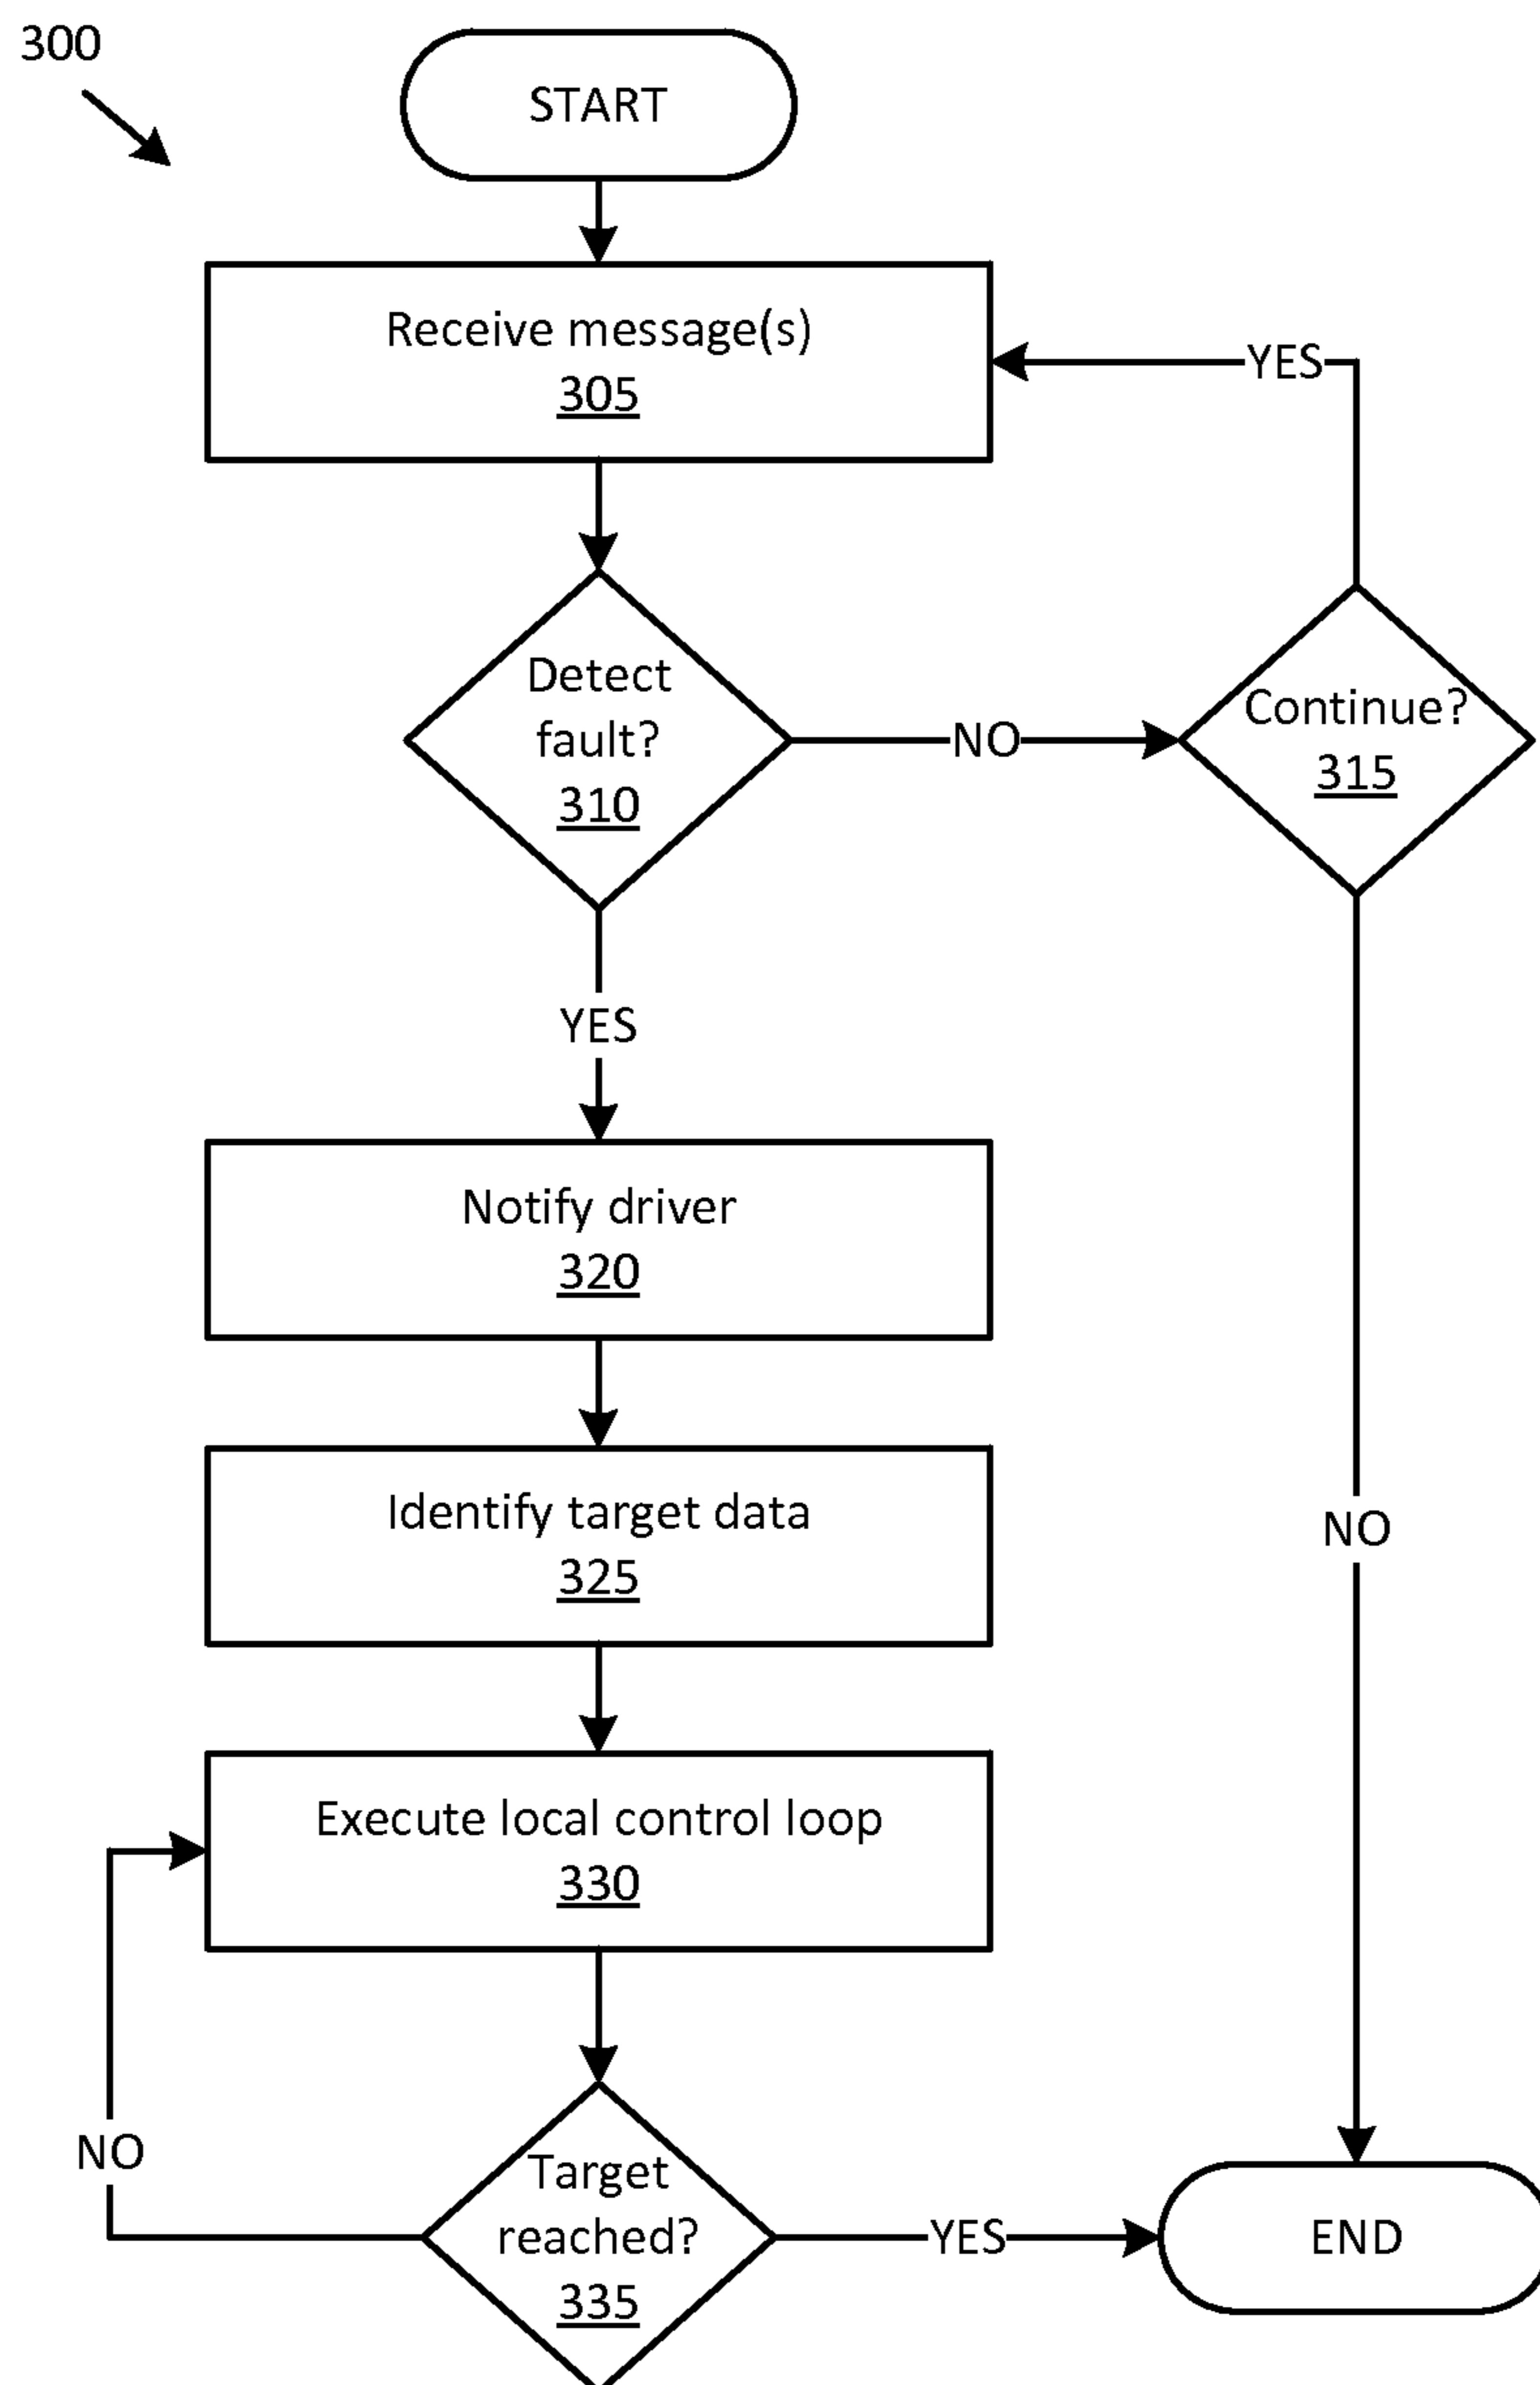 300
START
Receive message(s)
305
YES
Detect
fault?
310
NO
Continue?
315
YES
Notify driver
320
Identify target data
325
NO
Execute local control loop
330
NO
Target
reached?
335
YES
END